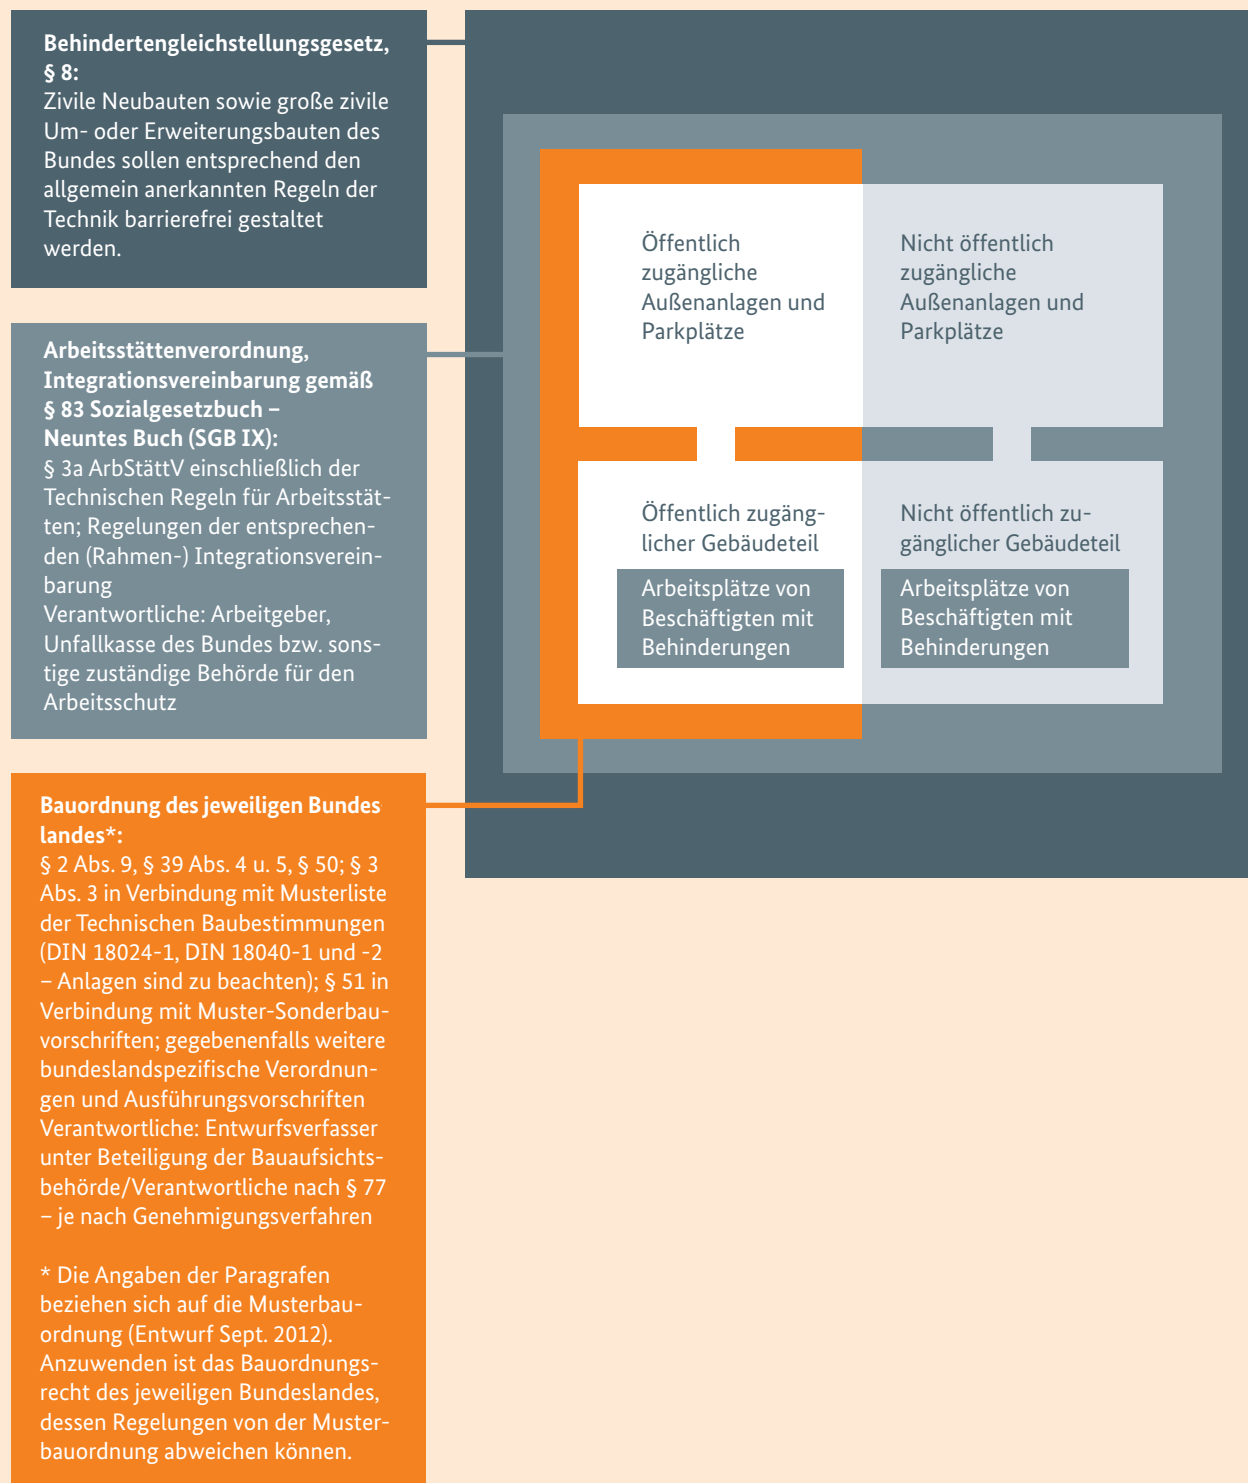 Behindertengleichstellungsgesetz,
§ 8:
Zivile Neubauten sowie große zivile
Um- oder Erweiterungsbauten des
Bundes sollen entsprechend den
allgemein anerkannten Regeln der
Technik barrierefrei gestaltet
werden.
Arbeitsstättenverordnung,
Integrationsvereinbarung gemäß
§ 83 Sozialgesetzbuch –
Neuntes Buch (SGB IX):
§ 3a ArbStättV einschließlich der
Technischen Regeln für Arbeitsstät-
ten; Regelungen der entsprechen-
den (Rahmen-) Integrationsverein-
barung
Verantwortliche: Arbeitgeber,
Unfallkasse des Bundes bzw. sons-
tige zuständige Behörde für den
Arbeitsschutz
Bauordnung des jeweiligen Bundes
landes*:
§ 2 Abs. 9, § 39 Abs. 4 u. 5, § 50; § 3
Abs. 3 in Verbindung mit Musterliste
der Technischen Baubestimmungen
(DIN 18024-1, DIN 18040-1 und -2
– Anlagen sind zu beachten); § 51 in
Verbindung mit Muster-Sonderbau-
vorschriften; gegebenenfalls weitere
bundeslandspezifische Verordnun-
gen und Ausführungsvorschriften
Verantwortliche: Entwurfsverfasser
unter Beteiligung der Bauaufsichts-
behörde/Verantwortliche nach § 77
– je nach Genehmigungsverfahren
* Die Angaben der Paragrafen
beziehen sich auf die Musterbau-
ordnung (Entwurf Sept. 2012).
Anzuwenden ist das Bauordnungs-
recht des jeweiligen Bundeslandes,
dessen Regelungen von der Muster-
bauordnung abweichen können.
Öffentlich
zugängliche
Außenanlagen und
Parkplätze
Nicht öffentlich
zugängliche
Außenanlagen und
Parkplätze
Öffentlich zugäng-
licher Gebäudeteil
Arbeitsplätze von
Beschäftigten mit
Behinderungen
Nicht öffentlich zu-
gänglicher Gebäudeteil
Arbeitsplätze von
Beschäftigten mit
Behinderungen